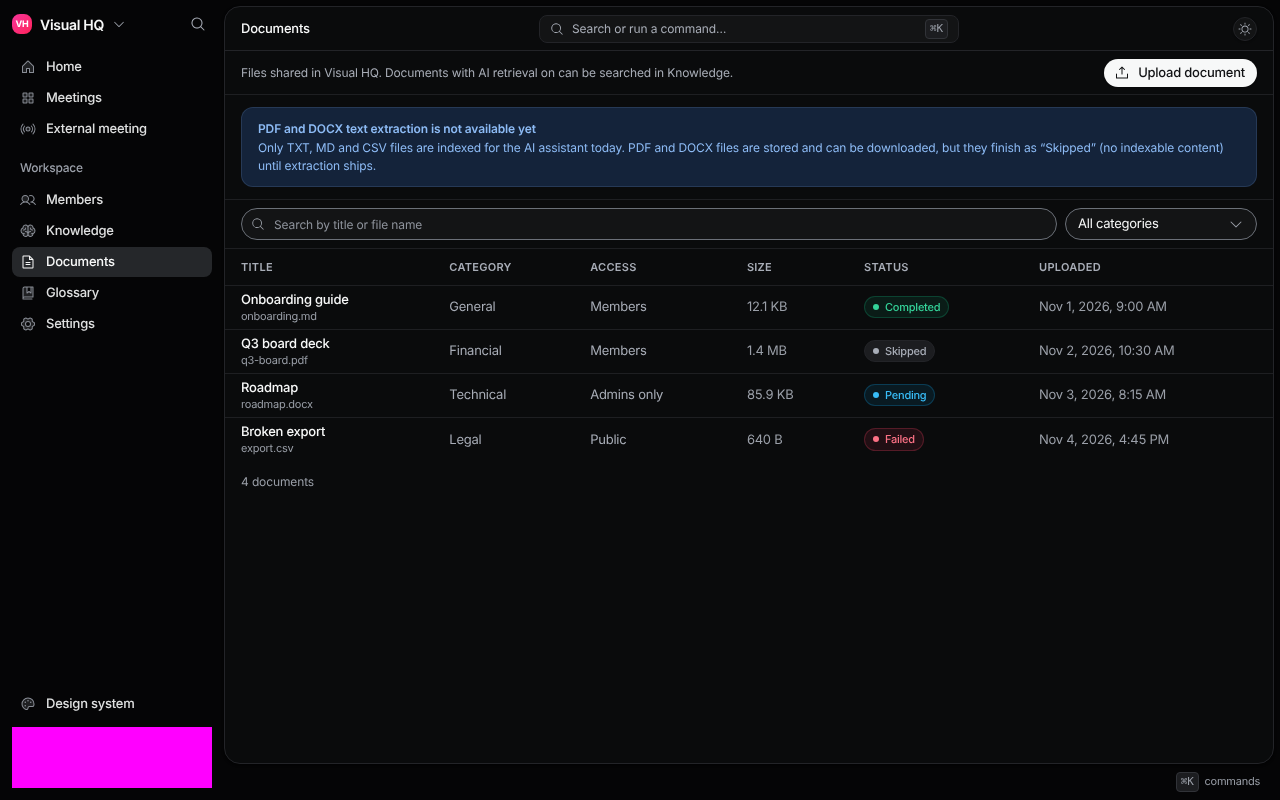 VH Visual HQ
Home
Meetings
External meeting
Workspace
Members
Knowledge
Documents
Glossary
Settings
Design system
Documents
Search or run a command...
⌘K
Files shared in Visual HQ. Documents with AI retrieval on can be searched in Knowledge.
Upload document
PDF and DOCX text extraction is not available yet
Only TXT, MD and CSV files are indexed for the AI assistant today. PDF and DOCX files are stored and can be downloaded, but they finish as “Skipped” (no indexable content)
until extraction ships.
Search by title or file name
All categories
TITLE CATEGORY ACCESS SIZE STATUS UPLOADED
Onboarding guide
onboarding.md
General Members 12.1 KB Completed Nov 1, 2026, 9:00 AM
Q3 board deck
q3-board.pdf
Financial Members 1.4 MB Skipped Nov 2, 2026, 10:30 AM
Roadmap
roadmap.docx
Technical Admins only 85.9 KB Pending Nov 3, 2026, 8:15 AM
Broken export
export.csv
Legal Public 640 B Failed Nov 4, 2026, 4:45 PM
4 documents
⌘K commands